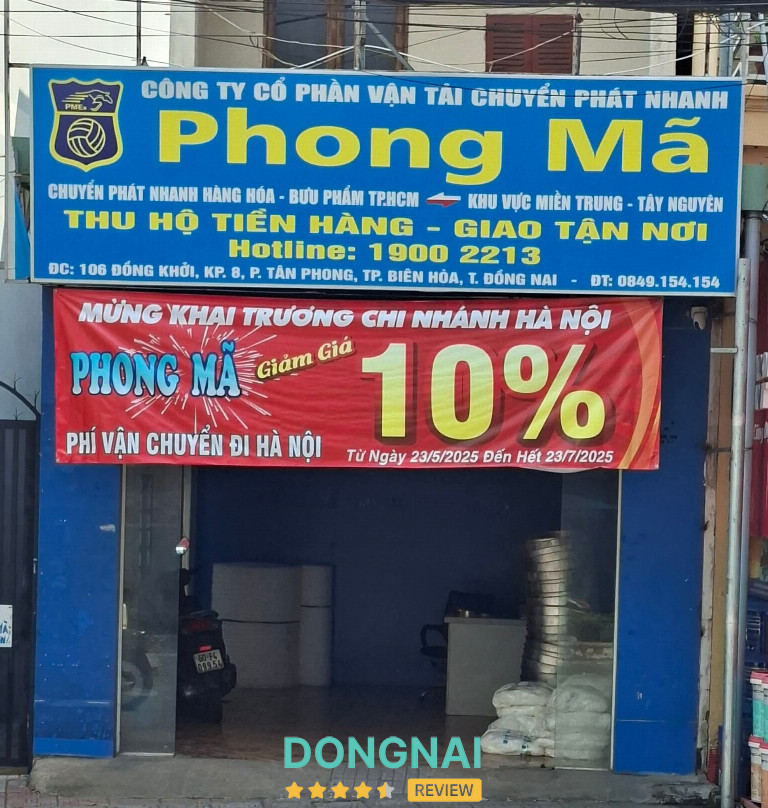 PMEx
CÔNG TY CỔ PHẦN VẬN TẢI CHUYỂN PHÁT NHANH
Phong Mã
CHUYỂN PHÁT NHANH HÀNG HÓA - BƯU PHẨM TP.HCM KHU VỰC MIỀN TRUNG - TÂY NGUYÊN
THU HỘ TIỀN HÀNG - GIAO TẬN NƠI
Hotline: 1900 2213
ĐC: 106 ĐỒNG KHỞI, KP. 8, P. TÂN PHONG, TP. BIÊN HÒA, T. ĐỒNG NAI - ĐT: 0849.154.154
MỪNG KHAI TRƯƠNG CHI NHÁNH HÀ NỘI
PHONG MÃ Giảm Giá 10%
PHÍ VẬN CHUYỂN ĐI HÀ NỘI
Từ Ngày 23/5/2025 Đến Hết 23/7/2025
DONGNAI
REVIEW